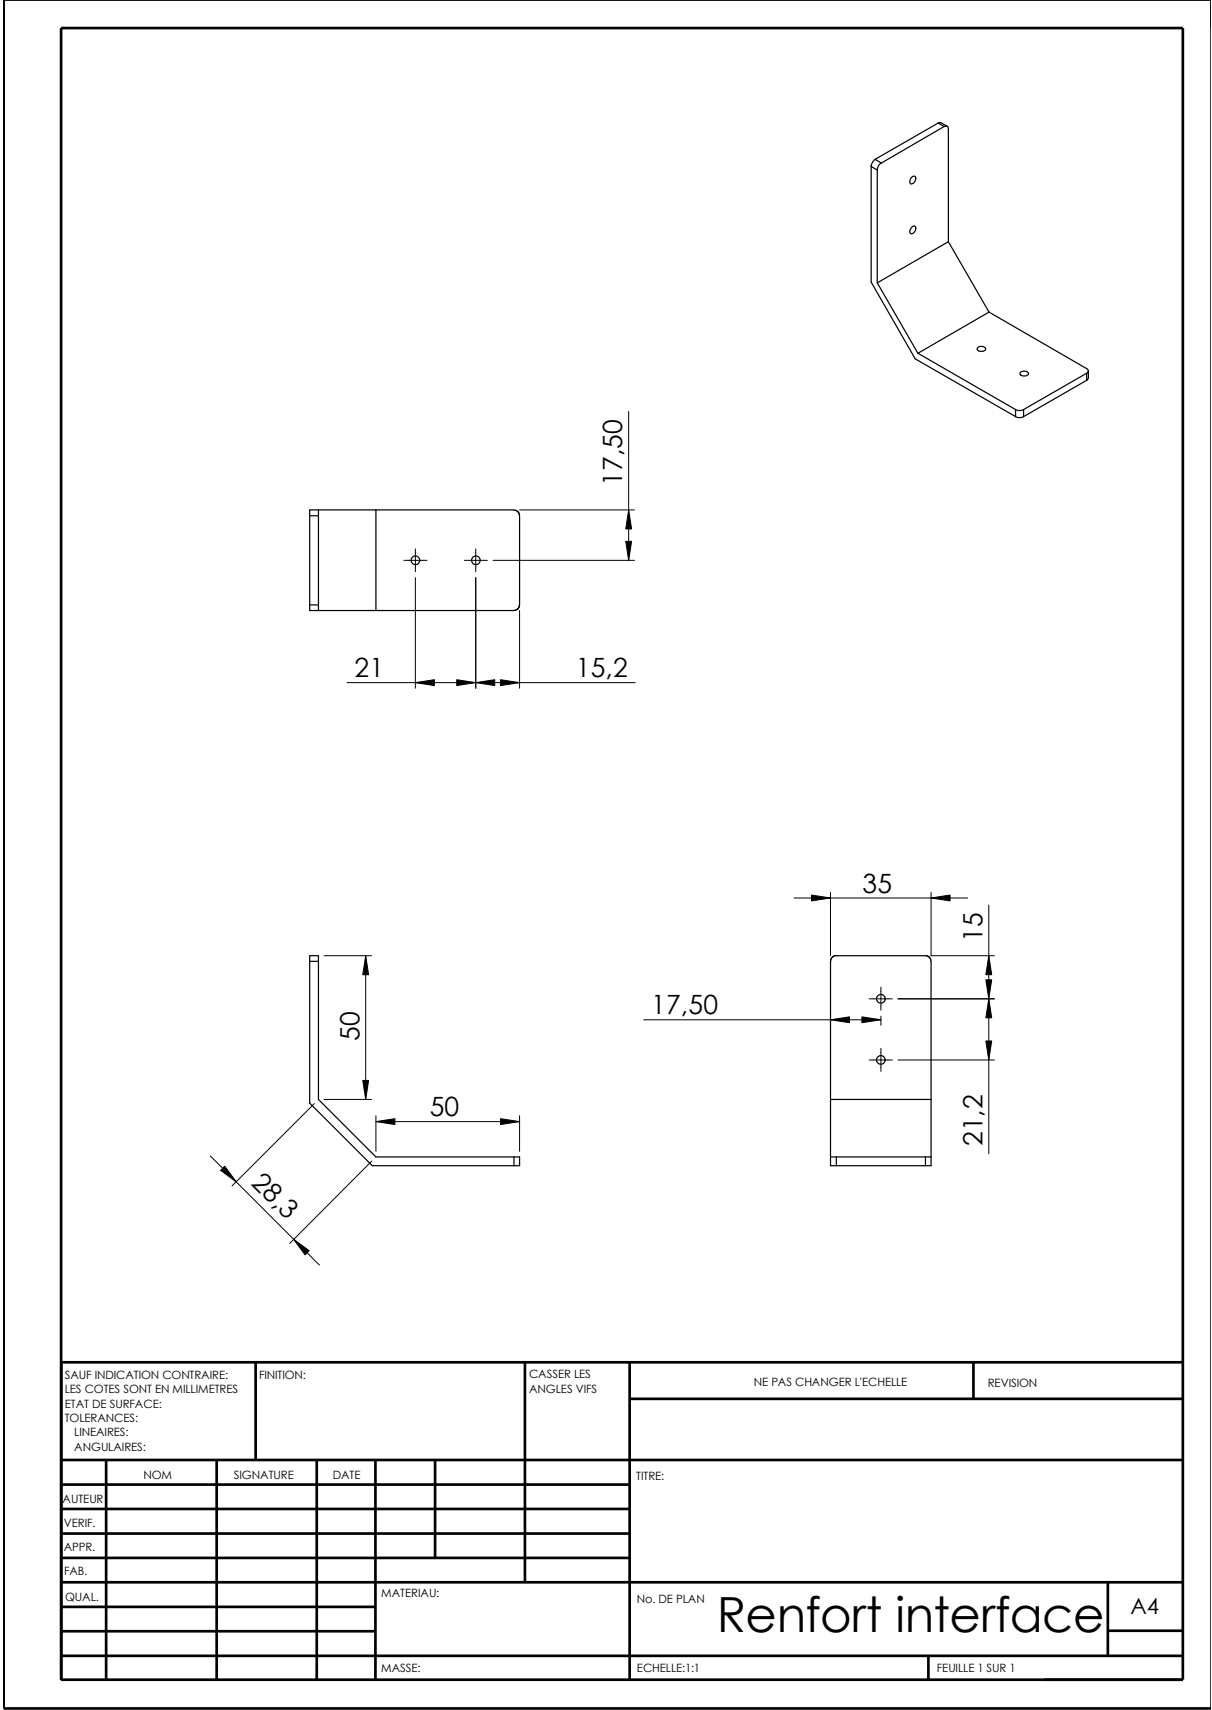 17,50
21
15,2
35
15
17,50
50
21,2
50
28,3
SAUF INDICATION CONTRAIRE:
LES COTES SONT EN MILLIMETRES
ETAT DE SURFACE:
TOLERANCES:
LINEAIRES:
ANGULAIRES:
FINITION:
CASSER LES
ANGLES VIFS
NE PAS CHANGER L'ECHELLE
REVISION
NOM
SIGNATURE
DATE
TITRE:
AUTEUR
VERIF.
APPR.
FAB.
QUAL.
MATERIAU:
No. DE PLAN
Renfort interface
A4
MASSE:
ECHELLE:1:1
FEUILLE 1 SUR 1